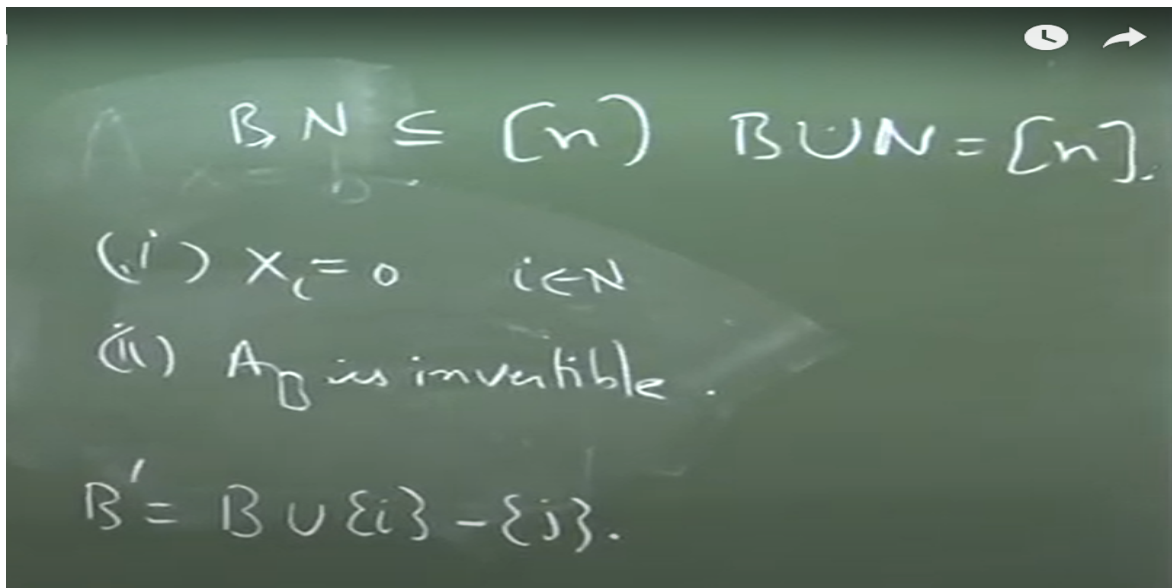 B, N ⊆ [n) B ∪ N = [n].
(i) x_i = 0 i ∈ N
(ii) A_B is invertible.
B' = B ∪ {i} - {j}.